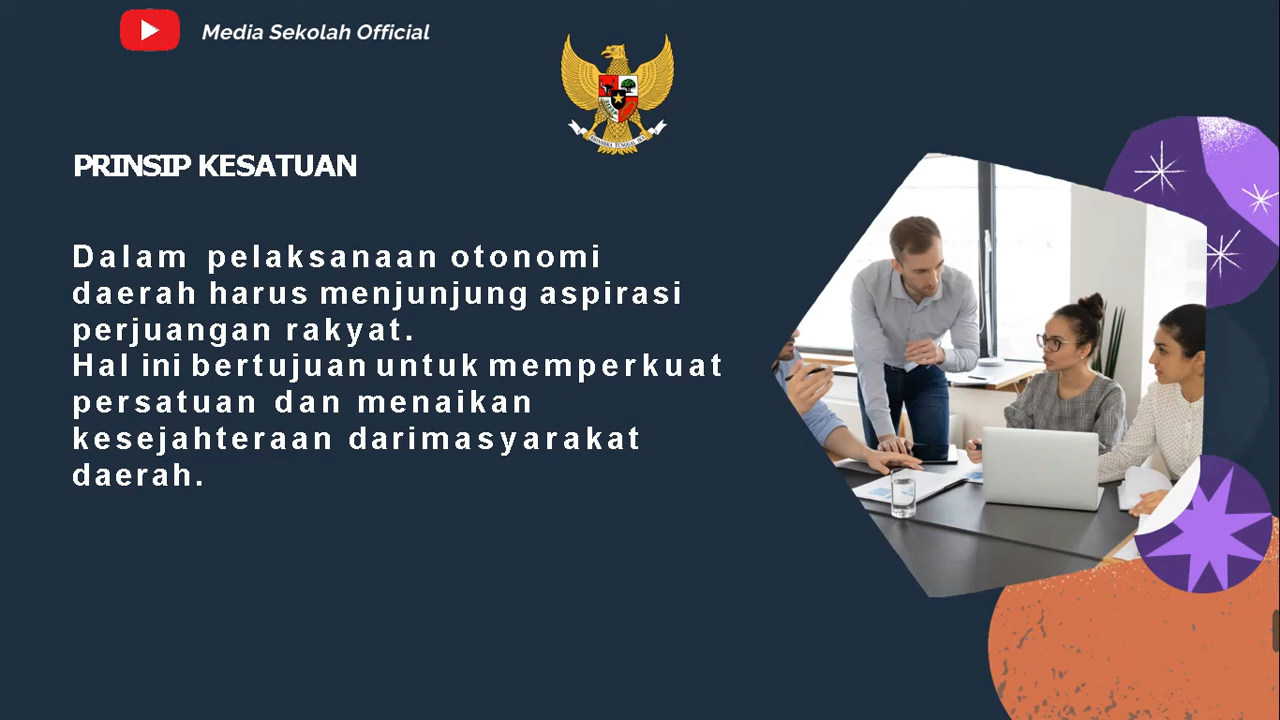 Media Sekolah Official
PRINSIP KESATUAN
Dalam pelaksanaan otonomi
daerah harus menjunjung aspirasi
perjuangan rakyat.
Hal ini bertujuan untuk memperkuat
persatuan dan menaikan
kesejahteraan darimasyarakat
daerah.